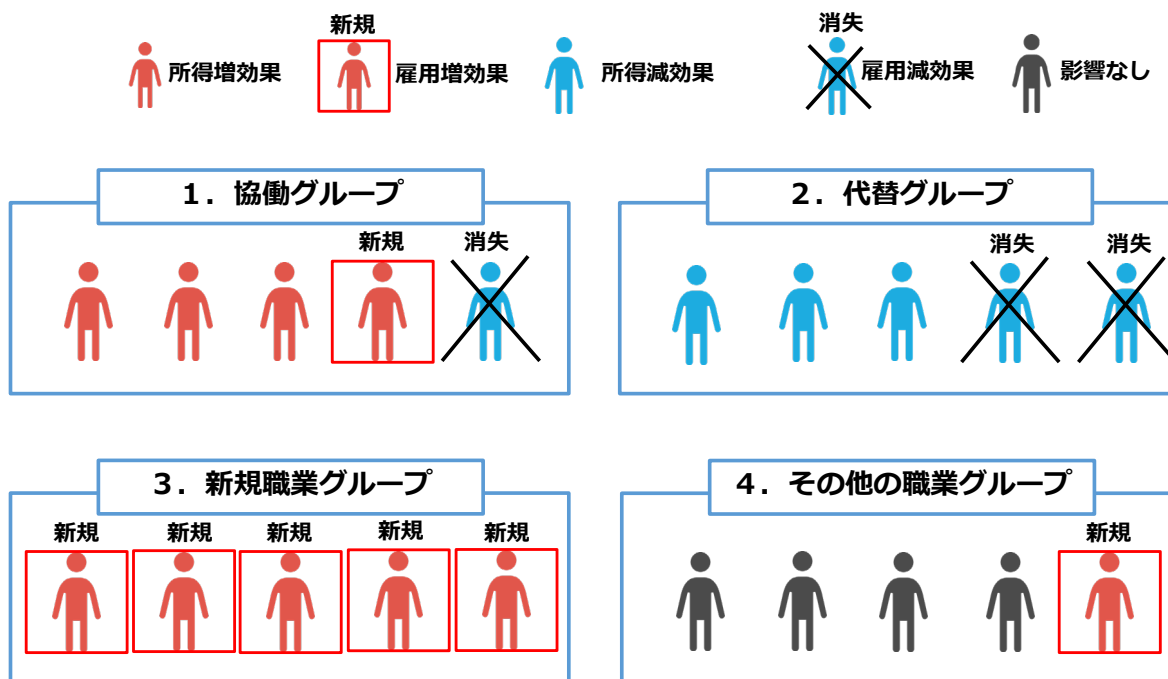 新規
消失
所得増効果
雇用増効果
所得減効果
雇用減効果
影響なし
1．協働グループ
新規
消失
2．代替グループ
消失
消失
3．新規職業グループ
新規
新規
新規
新規
新規
4．その他の職業グループ
新規